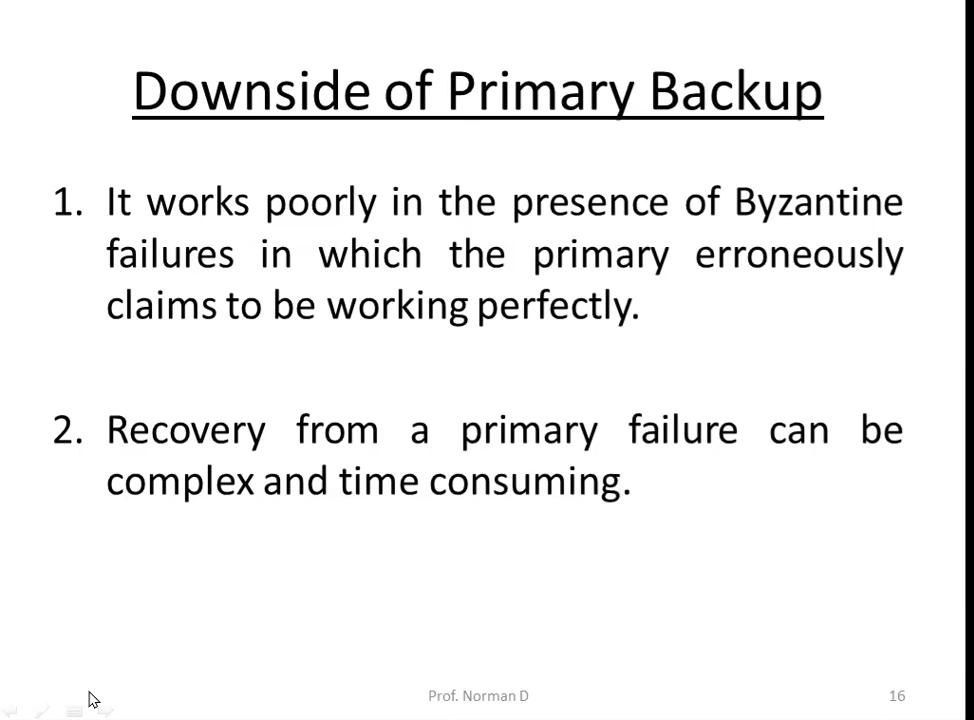 Downside of Primary Backup
1. It works poorly in the presence of Byzantine
failures in which the primary erroneously
claims to be working perfectly.
2. Recovery from a primary failure can be
complex and time consuming.
Prof. Norman D
16